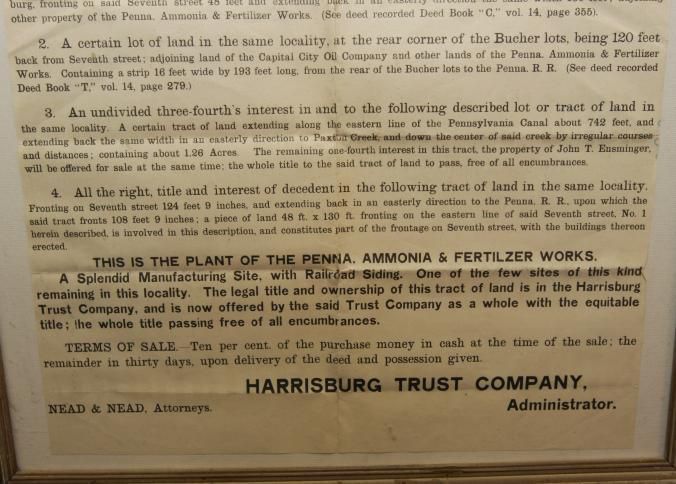 burg, fronting on said Seventh street 48 feet and extending back in an easterly direction the same width
other property of the Penna. Ammonia & Fertilizer Works. (See deed recorded Deed Book "C," vol. 14, page 355).
2. A certain lot of land in the same locality, at the rear corner of the Bucher lots, being 120 feet
back from Seventh street; adjoining land of the Capital City Oil Company and other lands of the Penna. Ammonia & Fertilizer
Works. Containing a strip 16 feet wide by 193 feet long, from the rear of the Bucher lots to the Penna. R. R. (See deed recorded
Deed Book "T," vol. 14, page 279.)
3. An undivided three-fourth's interest in and to the following described lot or tract of land in
the same locality. A certain tract of land extending along the eastern line of the Pennsylvania Canal about 742 feet, and
extending back the same width in an easterly direction to Paxton Creek, and down the center of said creek by irregular courses
and distances; containing about 1.26 Acres. The remaining one-fourth interest in this tract, the property of John T. Ensminger,
will be offered for sale at the same time; the whole title to the said tract of land to pass, free of all encumbrances.
4. All the right, title and interest of decedent in the following tract of land in the same locality.
Fronting on Seventh street 124 feet 9 inches, and extending back in an easterly direction to the Penna. R. R., upon which the
said tract fronts 108 feet 9 inches; a piece of land 48 ft. x 130 ft. fronting on the eastern line of said Seventh street, No. 1
herein described, is involved in this description, and constitutes part of the frontage on Seventh street, with the buildings thereon
erected.
THIS IS THE PLANT OF THE PENNA. AMMONIA & FERTILZER WORKS.
A Splendid Manufacturing Site, with Railroad Siding. One of the few sites of this kind
remaining in this locality. The legal title and ownership of this tract of land is in the Harrisburg
Trust Company, and is now offered by the said Trust Company as a whole with the equitable
title; the whole title passing free of all encumbrances.
TERMS OF SALE.—Ten per cent. of the purchase money in cash at the time of the sale; the
remainder in thirty days, upon delivery of the deed and possession given.
HARRISBURG TRUST COMPANY,
NEAD & NEAD, Attorneys. Administrator.